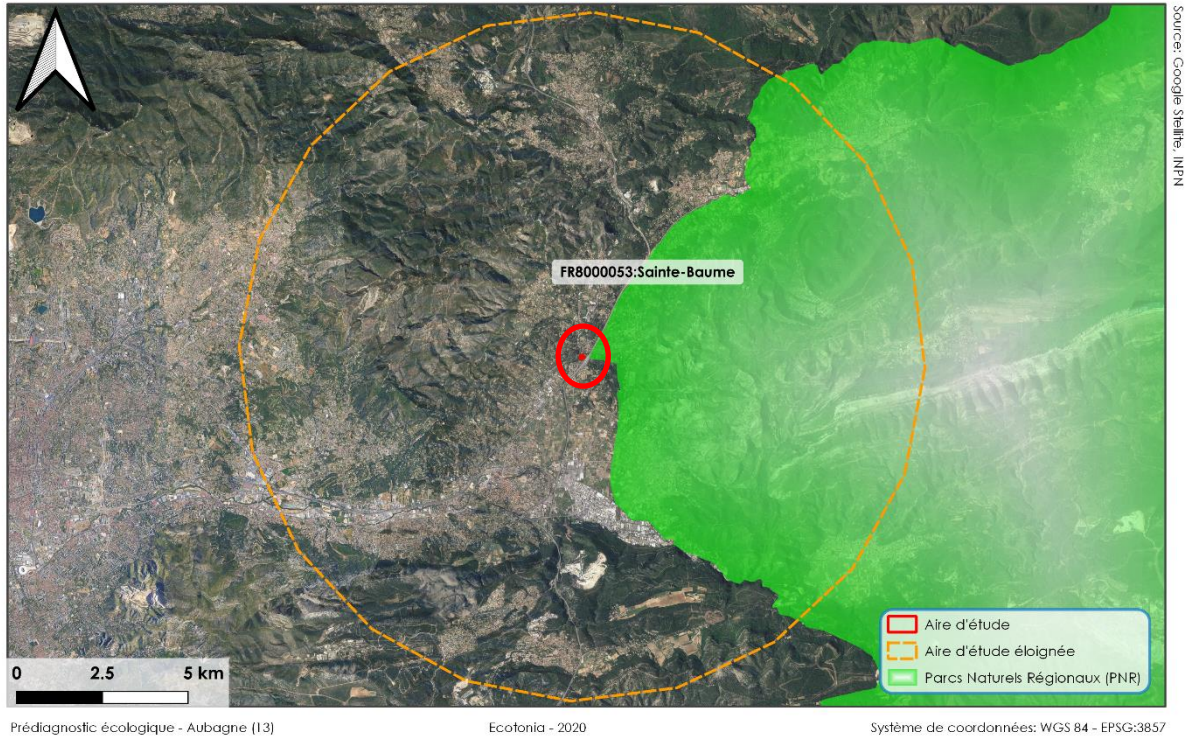 Source: Google Stellite, INPN
FR8000053:Sainte-Baume
Aire d'étude
Aire d'étude éloignée
Parcs Naturels Régionaux (PNR)
0 2.5 5 km
Prédiagnostic écologique - Aubagne (13)
Ecotonia - 2020
Système de coordonnées: WGS 84 - EPSG:3857